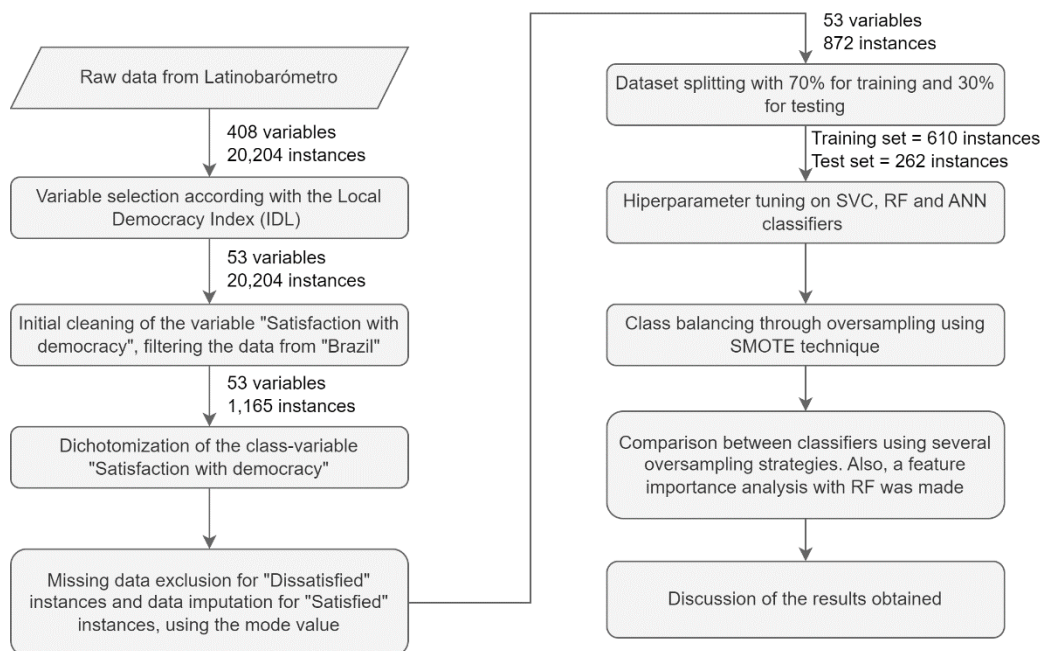 Raw data from Latinobarómetro
408 variables
20,204 instances
Variable selection according with the Local
Democracy Index (IDL)
53 variables
20,204 instances
Initial cleaning of the variable "Satisfaction with
democracy", filtering the data from "Brazil"
53 variables
1,165 instances
Dichotomization of the class-variable
"Satisfaction with democracy"
Missing data exclusion for "Dissatisfied"
instances and data imputation for "Satisfied"
instances, using the mode value
53 variables
872 instances
Dataset splitting with 70% for training and 30%
for testing
Training set = 610 instances
Test set = 262 instances
Hiperparameter tuning on SVC, RF and ANN
classifiers
Class balancing through oversampling using
SMOTE technique
Comparison between classifiers using several
oversampling strategies. Also, a feature
importance analysis with RF was made
Discussion of the results obtained